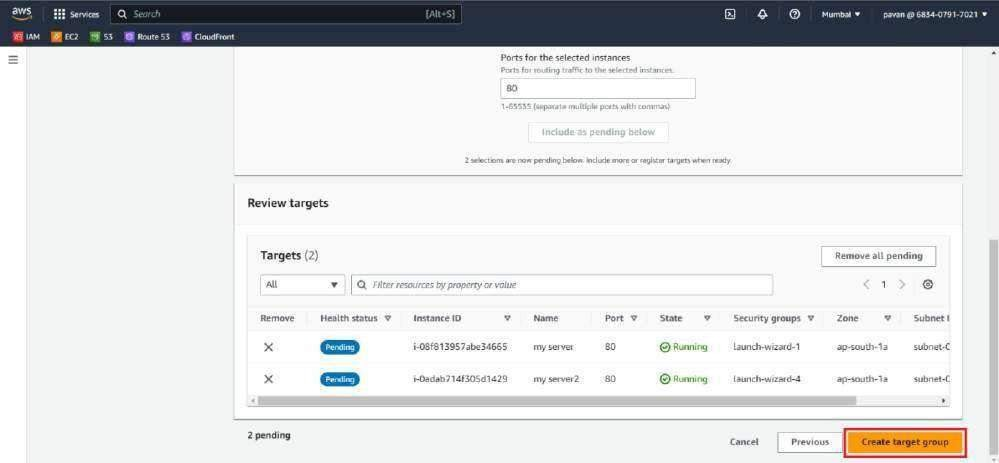 aws Services Search [Alt+S] Mumbai pavan @ 6834-0791-7021
IAM EC2 S3 Route 53 CloudFront
Ports for the selected instances
Ports for routing traffic to the selected instances.
80
1-65535 (separate multiple ports with commas)
Include as pending below
2 selections are now pending below. Include more or register targets when ready.
Review targets
Targets (2)
Remove all pending
All Filter resources by property or value 1
Remove Health status Instance ID Name Port State Security groups Zone Subnet I
Pending i-08f813957abe34665 my server 80 Running launch-wizard-1 ap-south-1a subnet-0
Pending i-0adab714f305d1429 my server2 80 Running launch-wizard-4 ap-south-1a subnet-0
2 pending
Cancel Previous Create target group